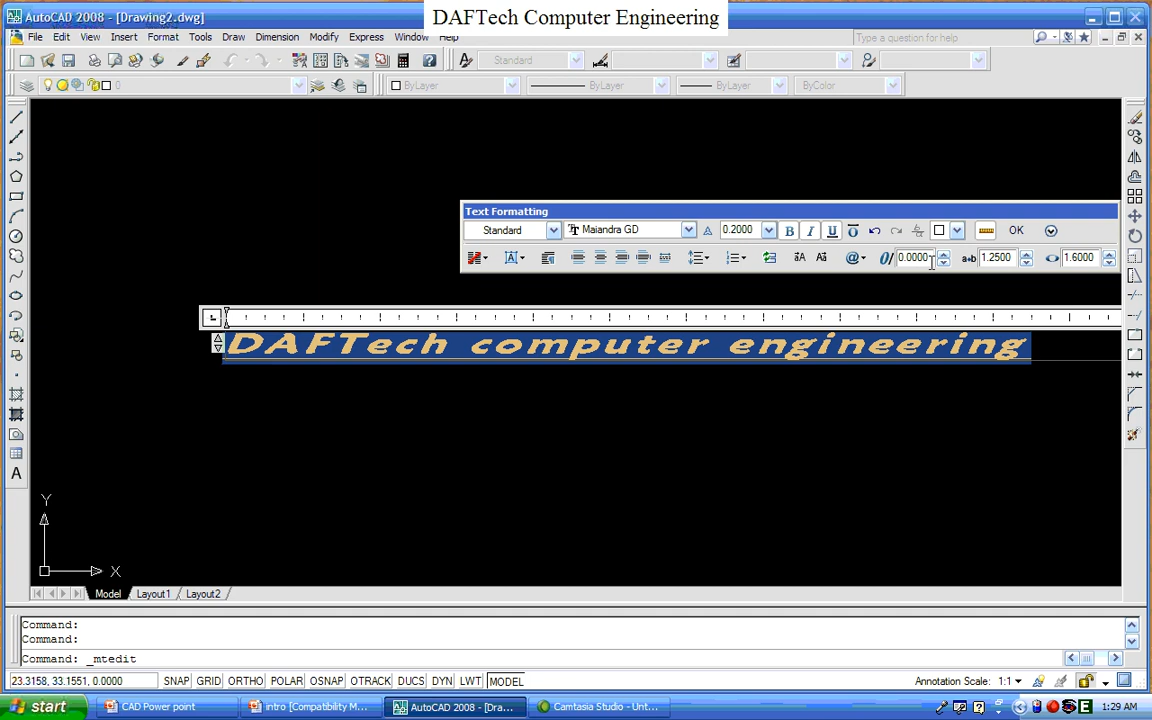 AutoCAD 2008 - [Drawing2.dwg]
DAFTech Computer Engineering
File Edit View Insert Format Tools Draw Dimension Modify Express Window Help
Type a question for help
Standard
0 ByLayer ByLayer ByLayer ByColor
Text Formatting
Standard Maiandra GD 0.2000 B I U O OK
@ 0/ 0.0000 a+b 1.2500 1.6000
DAFTech computer engineering
A
Y
X
Model Layout1 Layout2
Command:
Command:
Command: _mtedit
23.3158, 33.1551, 0.0000 SNAP GRID ORTHO POLAR OSNAP OTRACK DUCS DYN LWT MODEL Annotation Scale: 1:1
start CAD Power point intro [Compatibility M... AutoCAD 2008 - [Dra... Camtasia Studio - Unt... E 1:29 AM